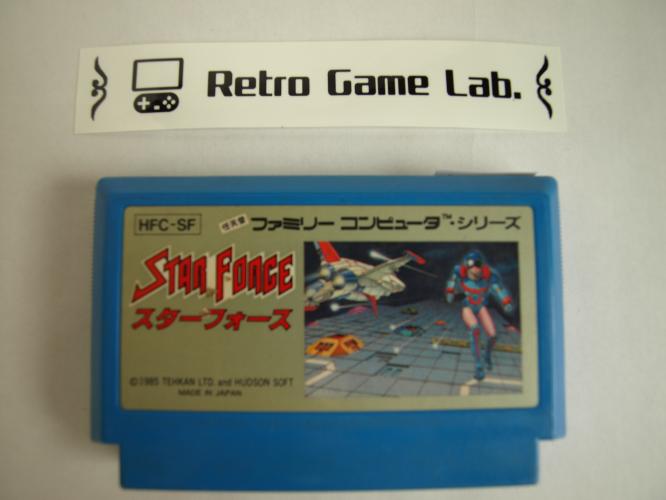 Retro Game Lab.
HFC-SF 任天堂 ファミリー コンピュータ™・シリーズ
STAR FORCE
スターフォース
©1985 TEHKAN LTD. and HUDSON SOFT
MADE IN JAPAN